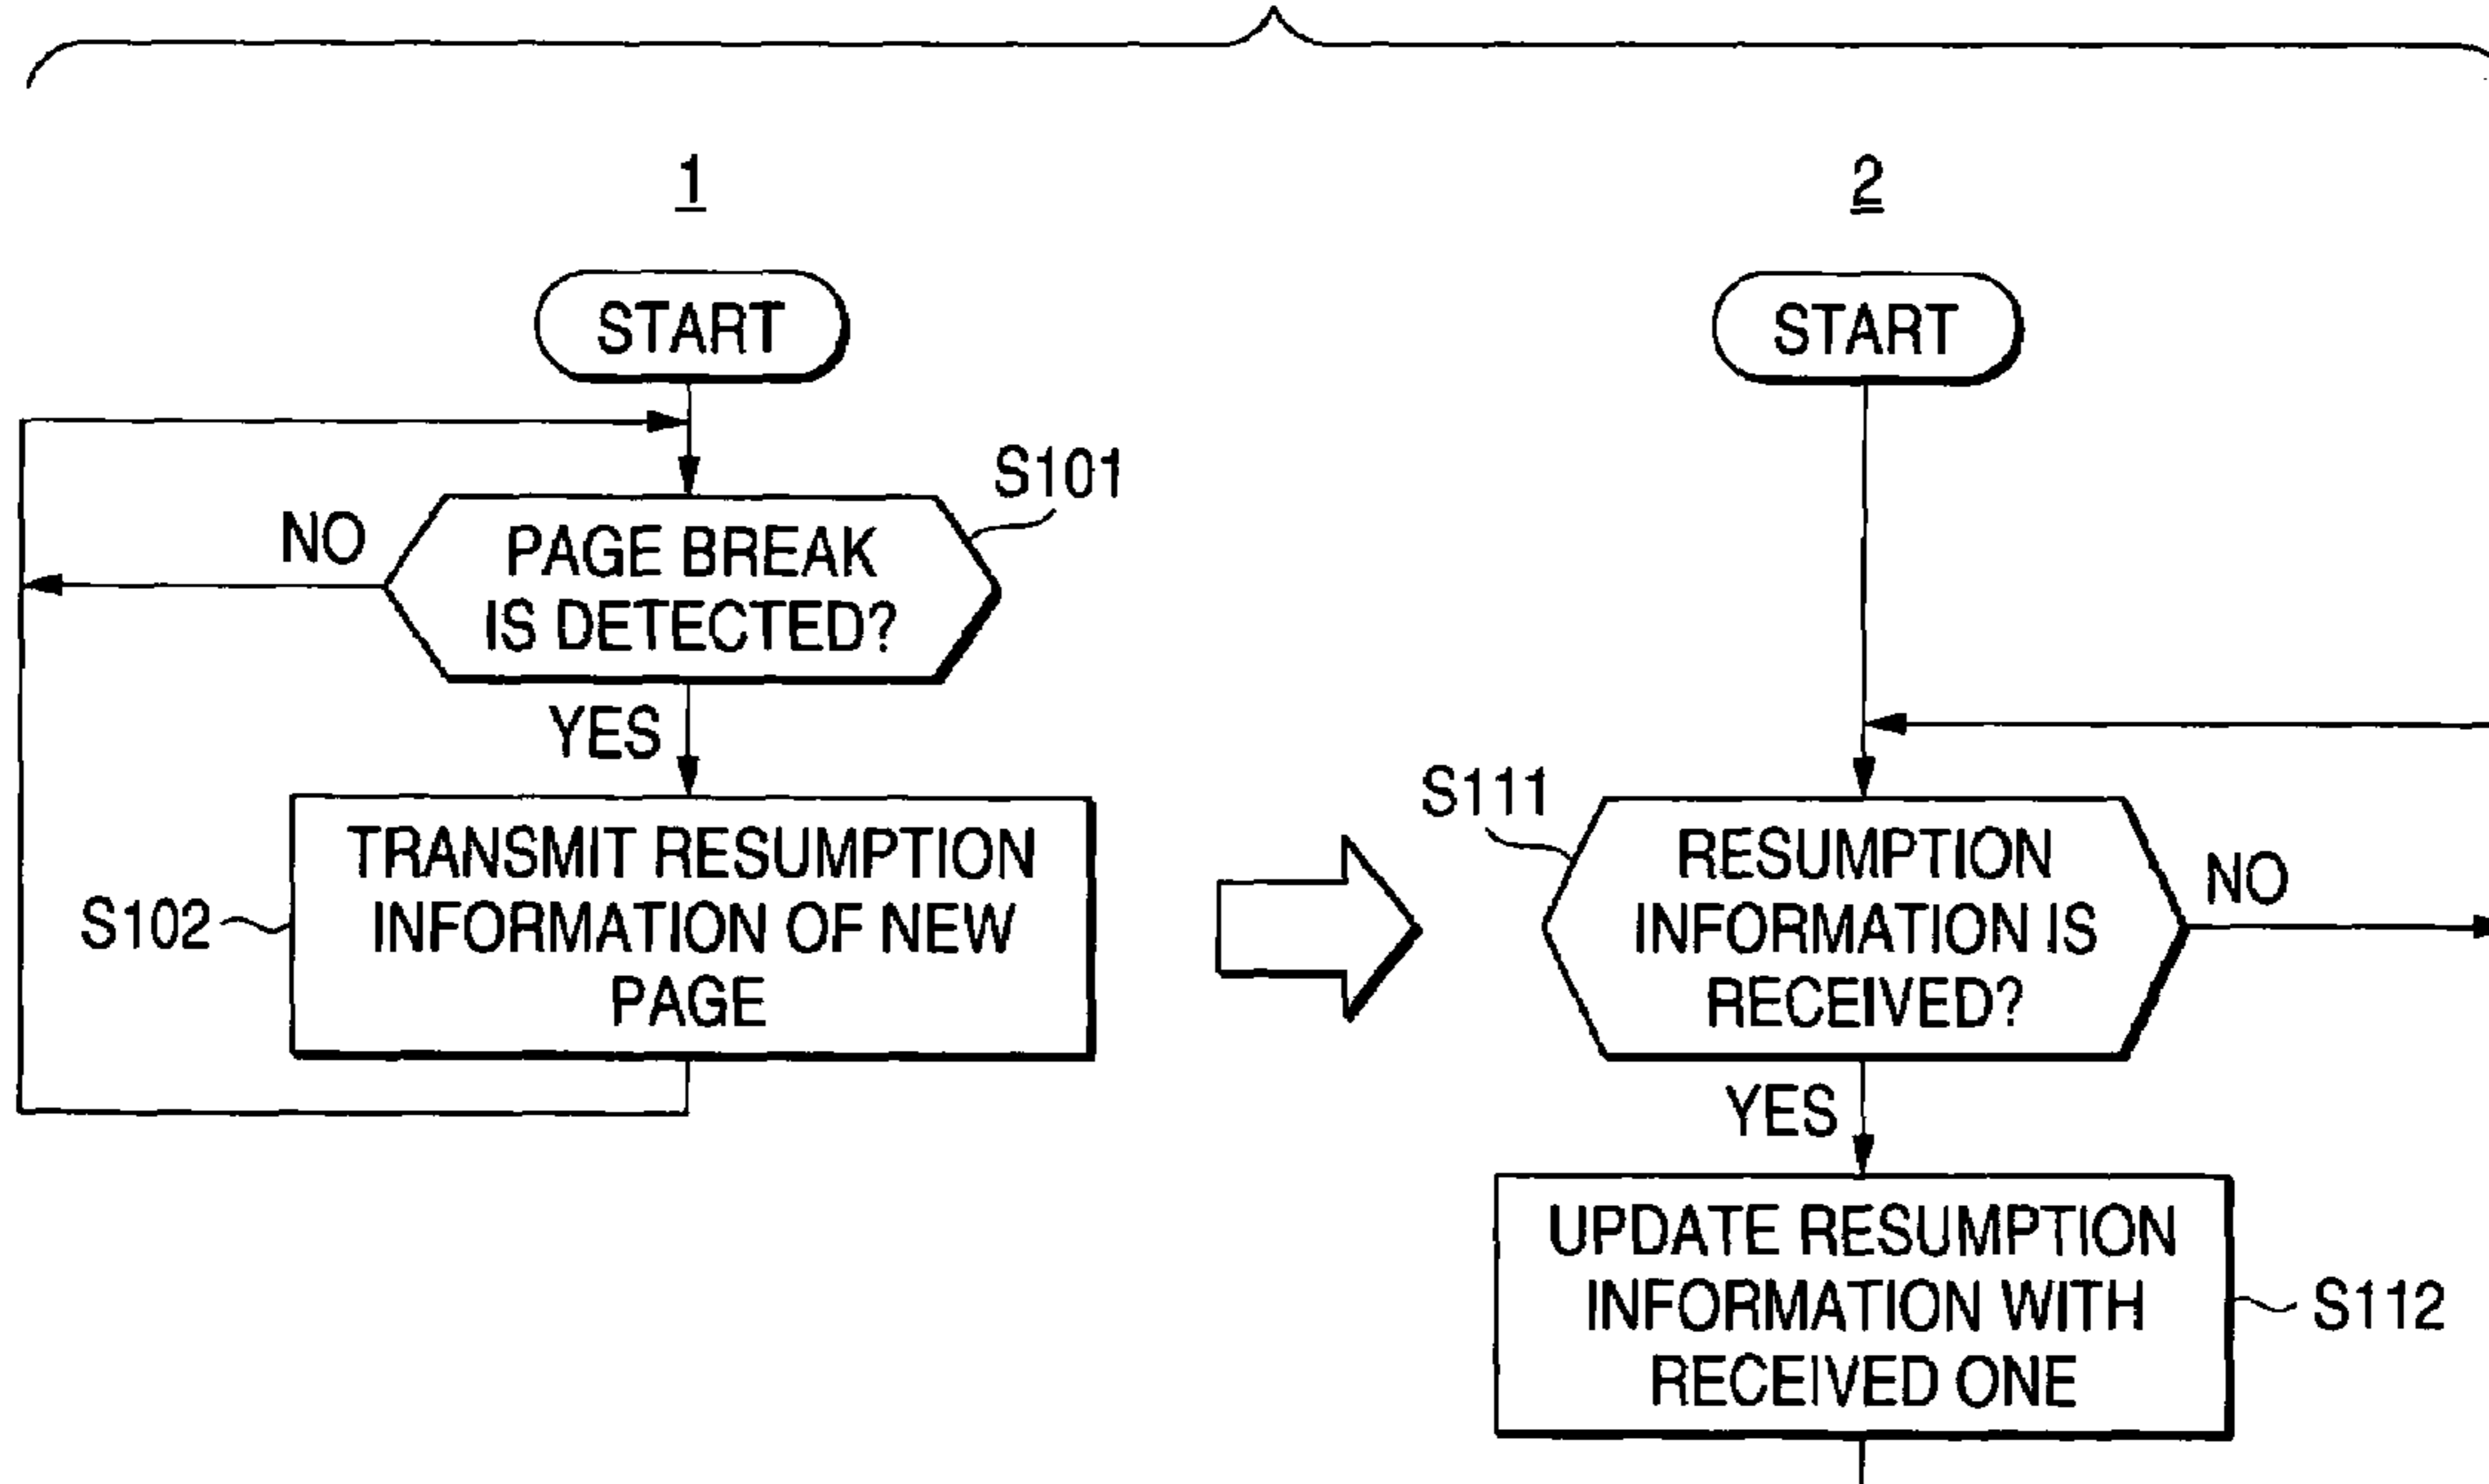 1
START
S101
NO
PAGE BREAK
IS DETECTED?
YES
S102
TRANSMIT RESUMPTION
INFORMATION OF NEW
PAGE
2
START
S111
RESUMPTION
INFORMATION IS
RECEIVED?
NO
YES
UPDATE RESUMPTION
INFORMATION WITH
RECEIVED ONE
S112